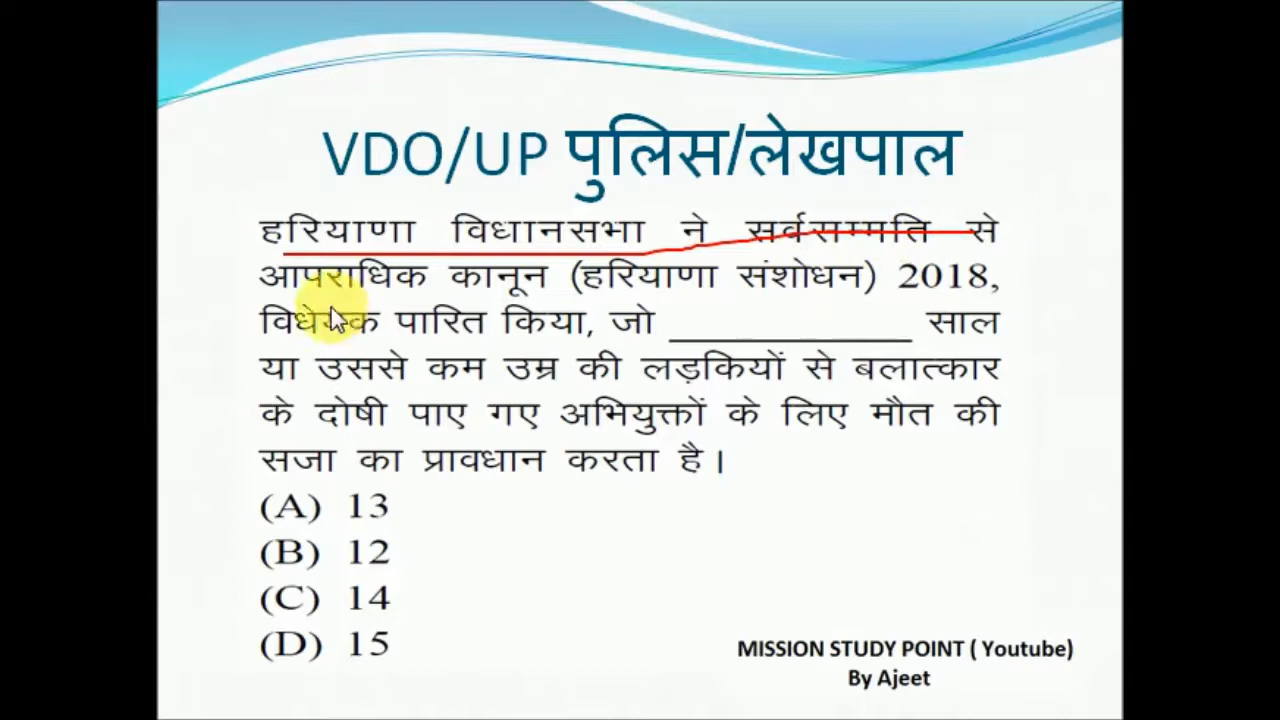 VDO/UP पुलिस/लेखपाल
हरियाणा विधानसभा ने सर्वसम्मति से
आपराधिक कानून (हरियाणा संशोधन) 2018,
विधेयक पारित किया, जो ____________ साल
या उससे कम उम्र की लड़कियों से बलात्कार
के दोषी पाए गए अभियुक्तों के लिए मौत की
सजा का प्रावधान करता है।
(A) 13
(B) 12
(C) 14
(D) 15
MISSION STUDY POINT ( Youtube)
By Ajeet